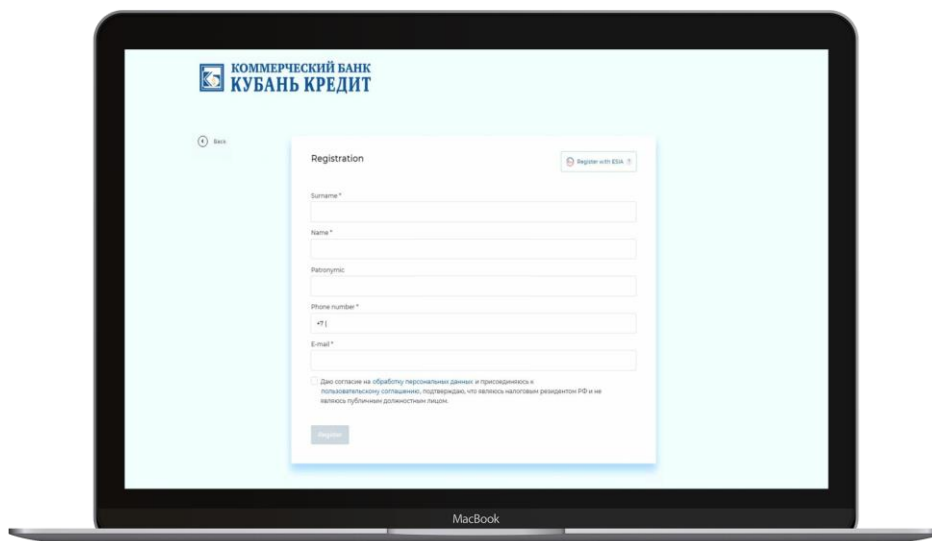 КОММЕРЧЕСКИЙ БАНК
КУБАНЬ КРЕДИТ
Back
Registration
Register with ESIA ?
Surname *
Name *
Patronymic
Phone number *
+7 (
E-mail *
Даю согласие на обработку персональных данных и присоединяюсь к
пользовательскому соглашению, подтверждаю, что являюсь налоговым резидентом РФ и не
являюсь публичным должностным лицом.
Register
MacBook